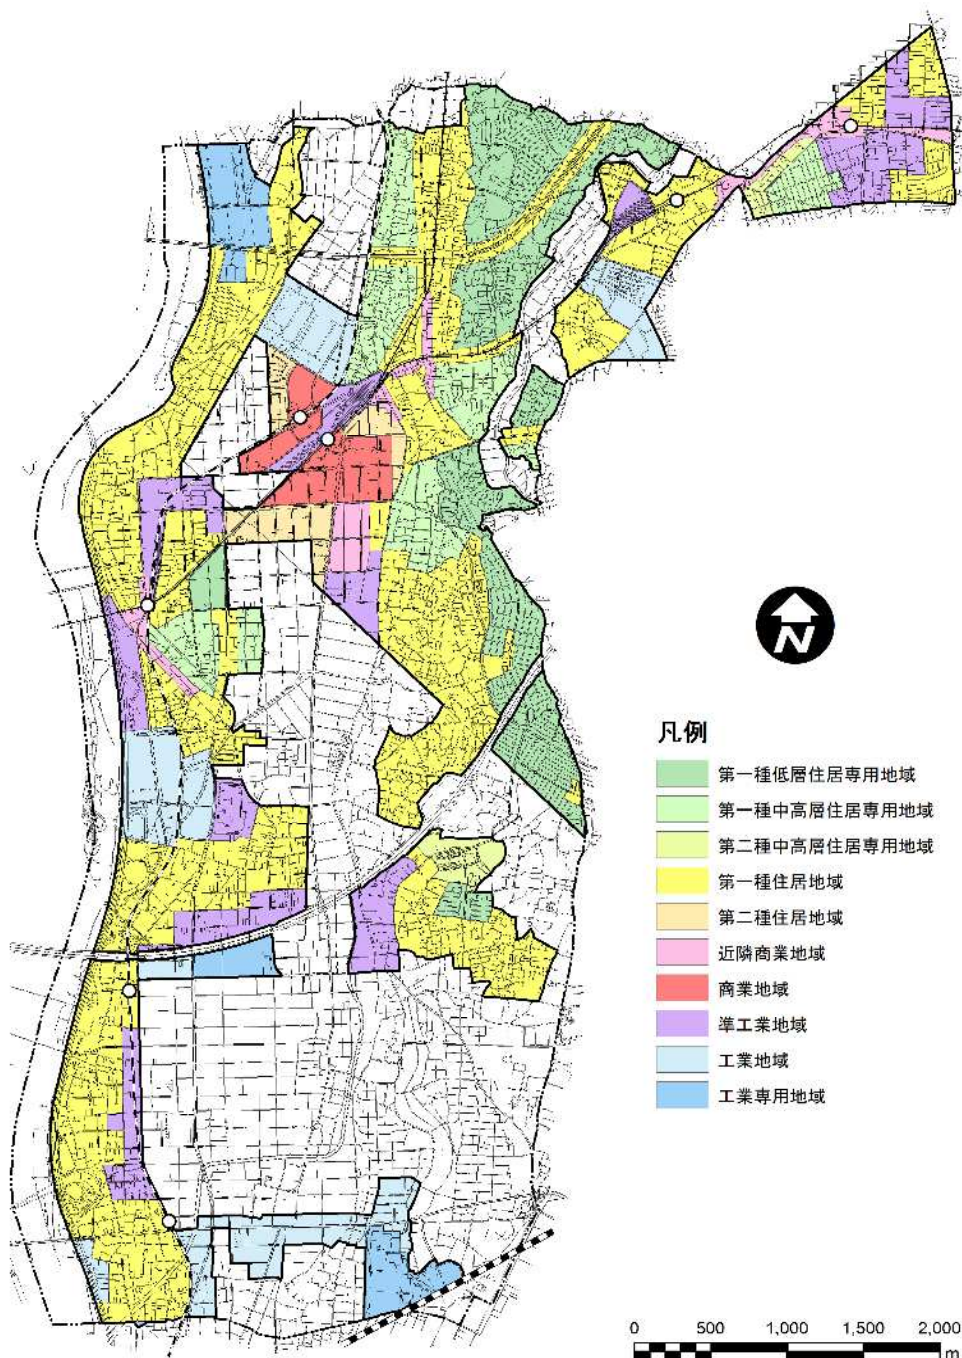 N
凡例
第一種低層住居専用地域
第一種中高層住居専用地域
第二種中高層住居専用地域
第一種住居地域
第二種住居地域
近隣商業地域
商業地域
準工業地域
工業地域
工業専用地域
0 500 1,000 1,500 2,000
m